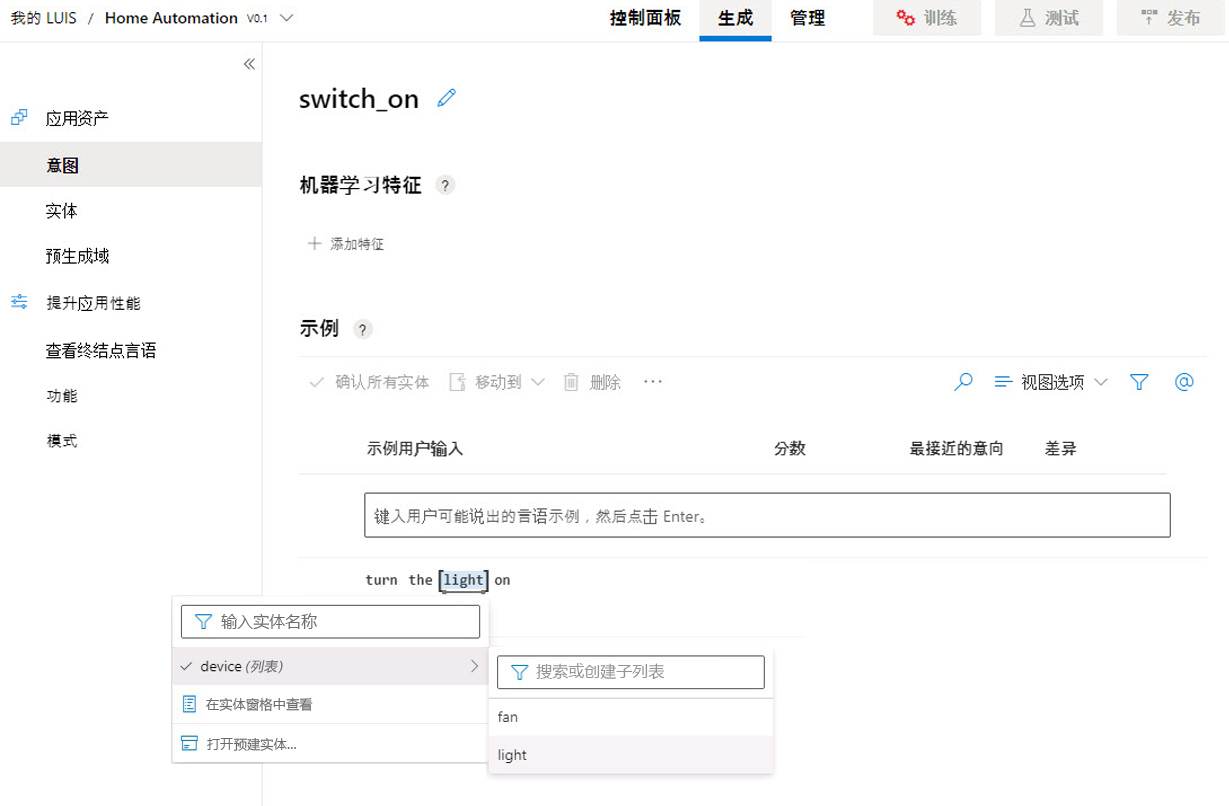 我的 LUIS / Home Automation V0.1
控制面板 生成 管理 训练 测试 发布
应用资产
意图
实体
预生成域
提升应用性能
查看终结点言语
功能
模式
switch_on
机器学习特征 ?
添加特征
示例 ?
确认所有实体 移动到 删除 ··· 视图选项
示例用户输入 分数 最接近的意向 差异
键入用户可能说出的言语示例，然后点击 Enter。
turn the [light] on
输入实体名称
device (列表)
在实体窗格中查看
打开预建实体...
搜索或创建子列表
fan
light